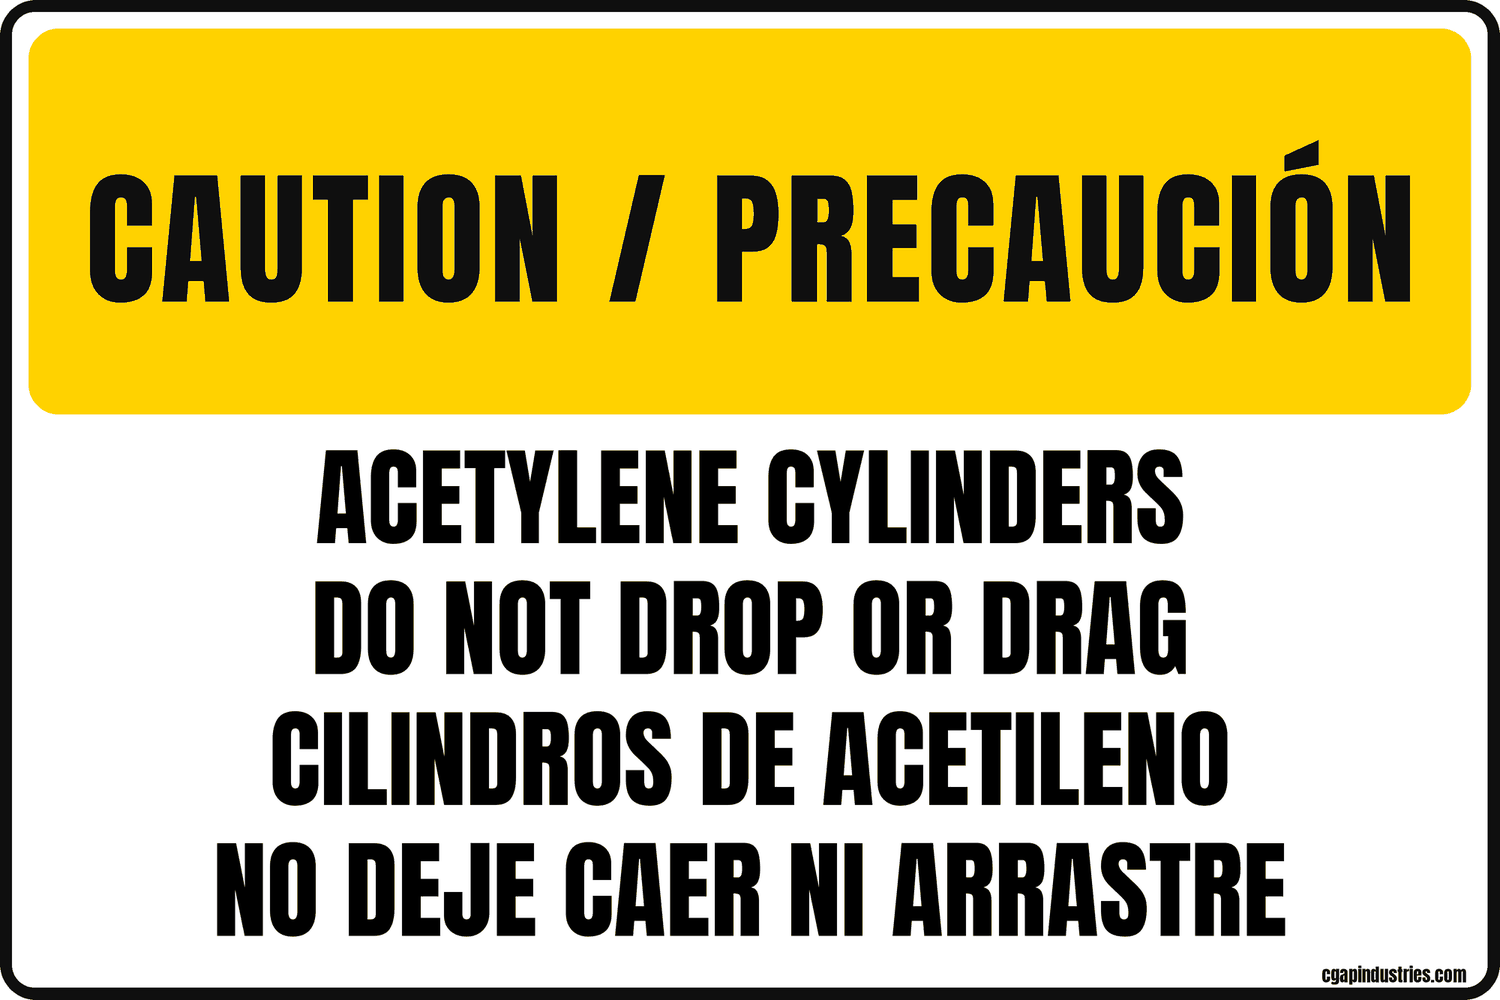 CAUTION / PRECAUCIÓN
ACETYLENE CYLINDERS
DO NOT DROP OR DRAG
CILINDROS DE ACETILENO
NO DEJE CAER NI ARRASTRE
cgapindustries.com